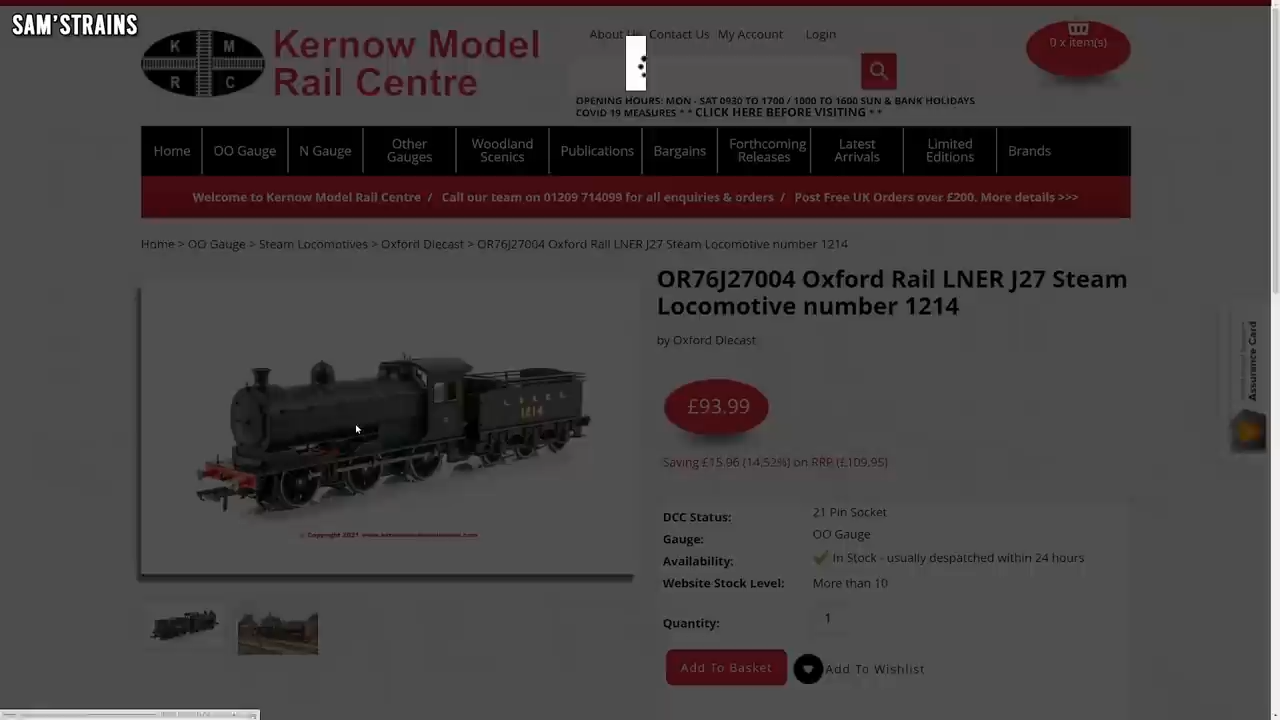 SAM'STRAINS
K M
R C
Kernow Model
Rail Centre
About Us Contact Us My Account Login
0 x item(s)
OPENING HOURS: MON - SAT 0930 TO 1700 / 1000 TO 1600 SUN & BANK HOLIDAYS
COVID 19 MEASURES * * CLICK HERE BEFORE VISITING * *
Home
OO Gauge
N Gauge
Other
Gauges
Woodland
Scenics
Publications
Bargains
Forthcoming
Releases
Latest
Arrivals
Limited
Editions
Brands
Welcome to Kernow Model Rail Centre / Call our team on 01209 714099 for all enquiries & orders / Post Free UK Orders over £200. More details >>>
Home > OO Gauge > Steam Locomotives > Oxford Diecast > OR76J27004 Oxford Rail LNER J27 Steam Locomotive number 1214
OR76J27004 Oxford Rail LNER J27 Steam
Locomotive number 1214
by Oxford Diecast
£93.99
Saving £15.96 (14.52%) on RRP (£109.95)
DCC Status: 21 Pin Socket
Gauge: OO Gauge
Availability: In Stock - usually despatched within 24 hours
Website Stock Level: More than 10
Quantity: 1
Add To Basket
Add To Wishlist
L N E R
1214
© Copyright 2021
Assurance Card